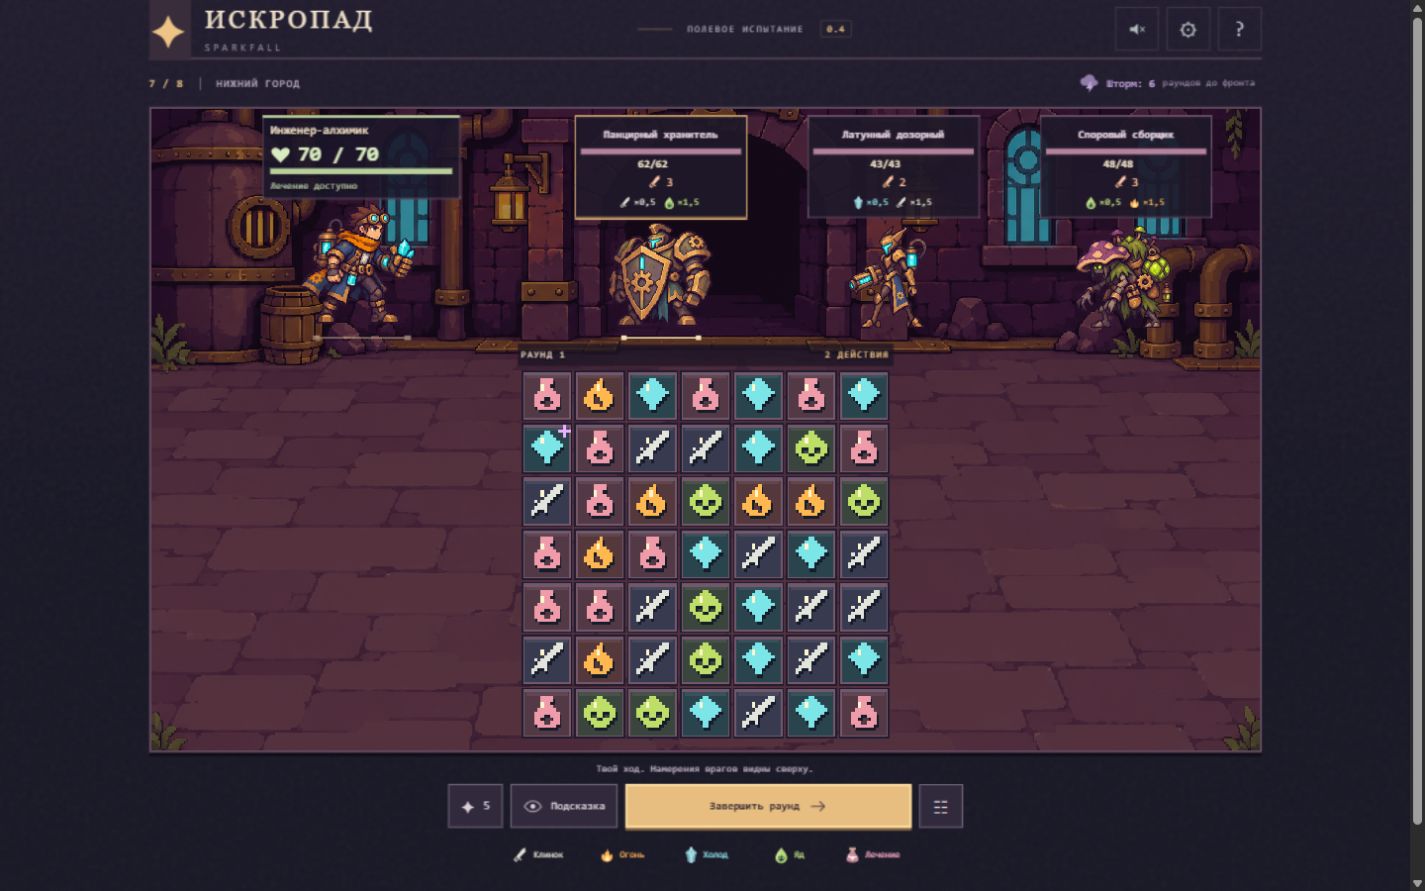 ИСКРОПАД
SPARKFALL
ПОЛЕВОЕ ИСПЫТАНИЕ 0.4
?
7 / 8 | НИЖНИЙ ГОРОД
Шторм: 6 раундов до фронта
Инженер-алхимик
70 / 70
Лечение доступно
Панцирный хранитель
62/62
3
×0,5 ×1,5
Латунный дозорный
43/43
2
×0,5 ×1,5
Споровый сборщик
48/48
3
×0,5 ×1,5
РАУНД 1
2 ДЕЙСТВИЯ
Твой ход. Намерения врагов видны сверху.
5
Подсказка
Завершить раунд →
Клинок
Огонь
Холод
Яд
Лечение